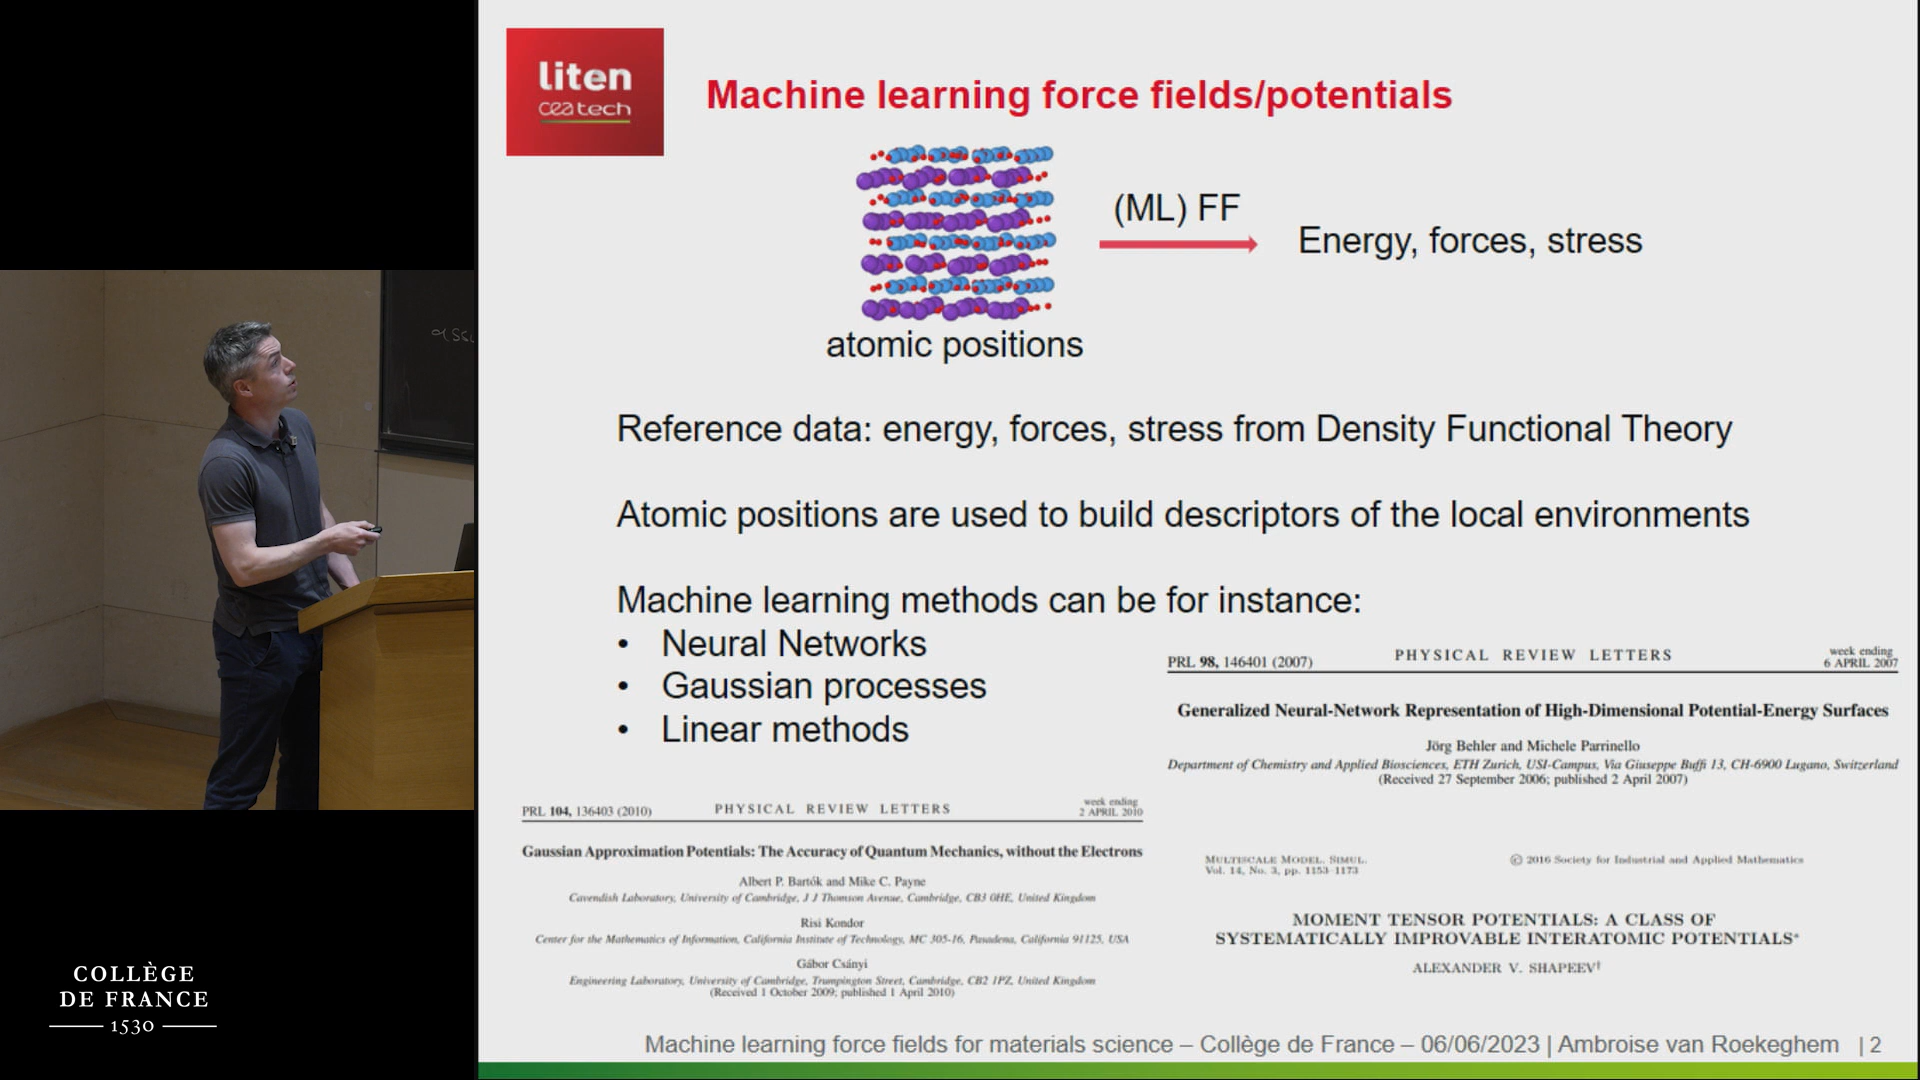 liten
ceatech
Machine learning force fields/potentials
(ML) FF
Energy, forces, stress
atomic positions
Reference data: energy, forces, stress from Density Functional Theory
Atomic positions are used to build descriptors of the local environments
Machine learning methods can be for instance:
• Neural Networks
• Gaussian processes
• Linear methods
PRL 98, 146401 (2007) PHYSICAL REVIEW LETTERS week ending
6 APRIL 2007
Generalized Neural-Network Representation of High-Dimensional Potential-Energy Surfaces
Jörg Behler and Michele Parrinello
Department of Chemistry and Applied Biosciences, ETH Zurich, USI-Campus, Via Giuseppe Buffi 13, CH-6900 Lugano, Switzerland
(Received 27 September 2006; published 2 April 2007)
PRL 104, 136403 (2010) PHYSICAL REVIEW LETTERS week ending
2 APRIL 2010
Gaussian Approximation Potentials: The Accuracy of Quantum Mechanics, without the Electrons
Albert P. Bartók and Mike C. Payne
Cavendish Laboratory, University of Cambridge, J J Thomson Avenue, Cambridge, CB3 0HE, United Kingdom
Risi Kondor
Center for the Mathematics of Information, California Institute of Technology, MC 305-16, Pasadena, California 91125, USA
Gábor Csányi
Engineering Laboratory, University of Cambridge, Trumpington Street, Cambridge, CB2 1PZ, United Kingdom
(Received 1 October 2009; published 1 April 2010)
MULTISCALE MODEL. SIMUL. © 2016 Society for Industrial and Applied Mathematics
Vol. 14, No. 3, pp. 1153–1173
MOMENT TENSOR POTENTIALS: A CLASS OF
SYSTEMATICALLY IMPROVABLE INTERATOMIC POTENTIALS*
ALEXANDER V. SHAPEEV†
Machine learning force fields for materials science – Collège de France – 06/06/2023 | Ambroise van Roekeghem | 2
COLLÈGE
DE FRANCE
1530